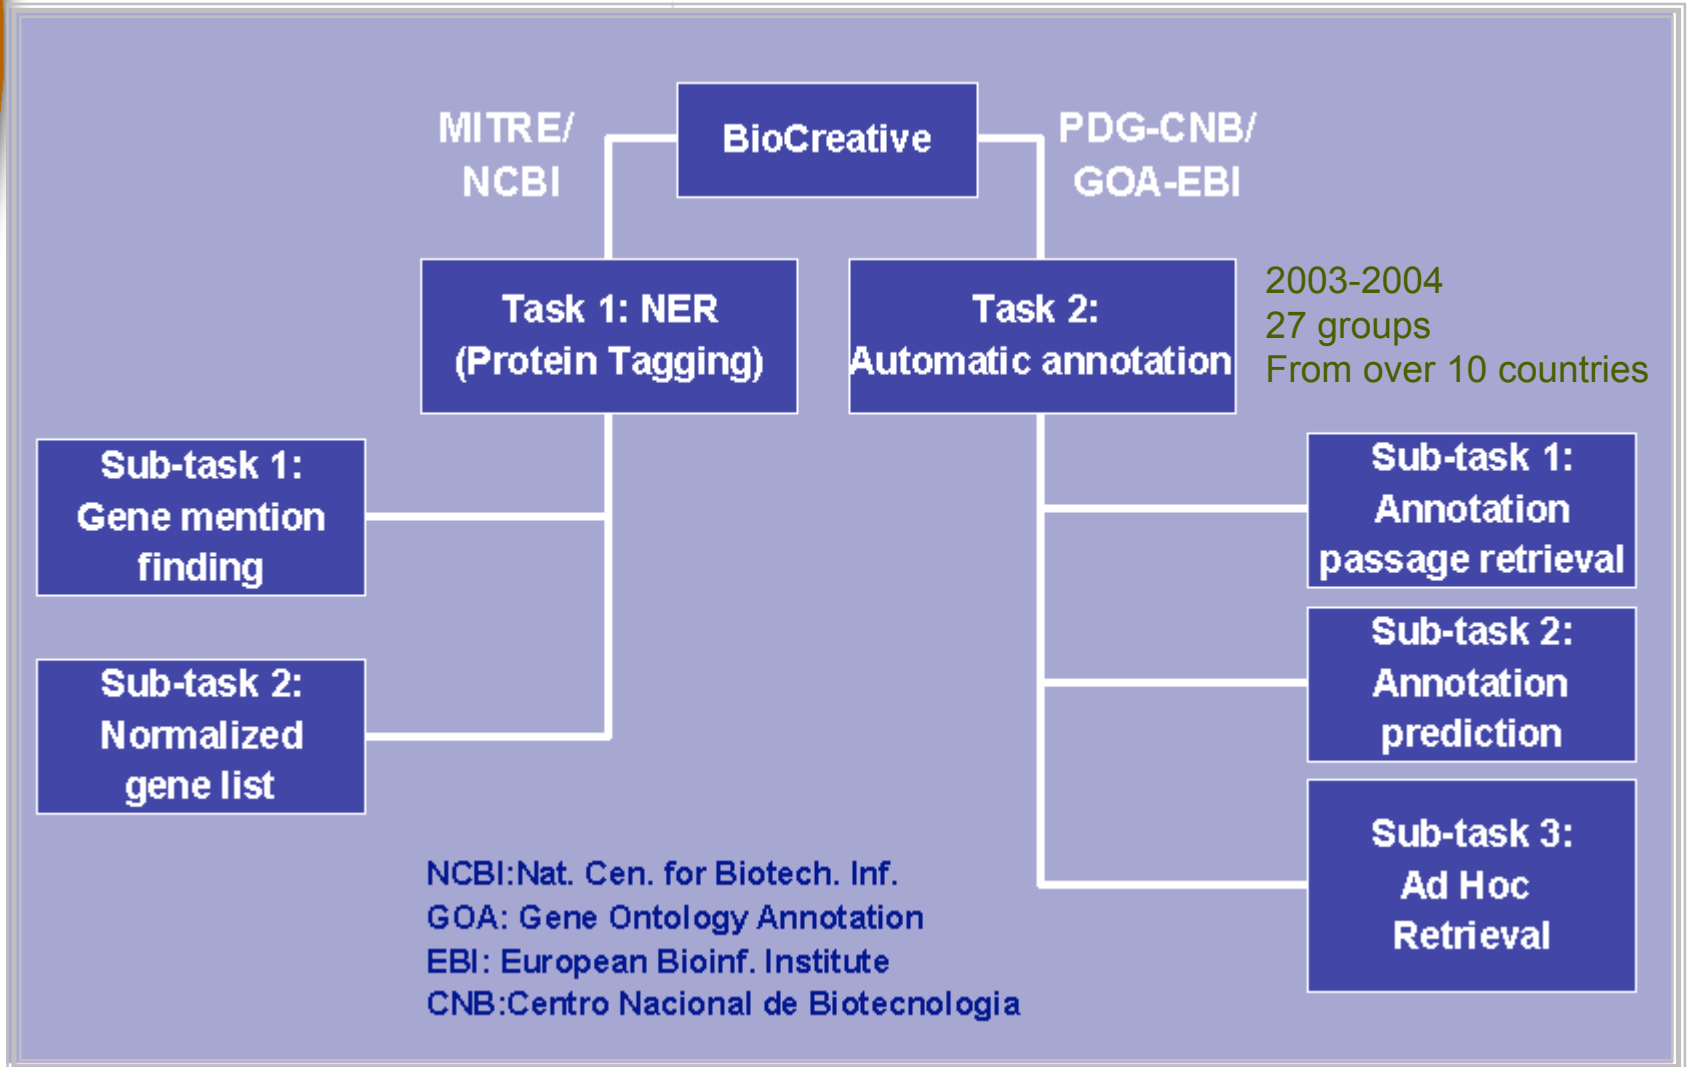 MITRE/
NCBI
BioCreative
PDG-CNB/
GOA-EBI
Task 1: NER
(Protein Tagging)
Task 2:
Automatic annotation
2003-2004
27 groups
From over 10 countries
Sub-task 1:
Gene mention
finding
Sub-task 2:
Normalized
gene list
Sub-task 1:
Annotation
passage retrieval
Sub-task 2:
Annotation
prediction
Sub-task 3:
Ad Hoc
Retrieval
NCBI:Nat. Cen. for Biotech. Inf.
GOA: Gene Ontology Annotation
EBI: European Bioinf. Institute
CNB:Centro Nacional de Biotecnologia